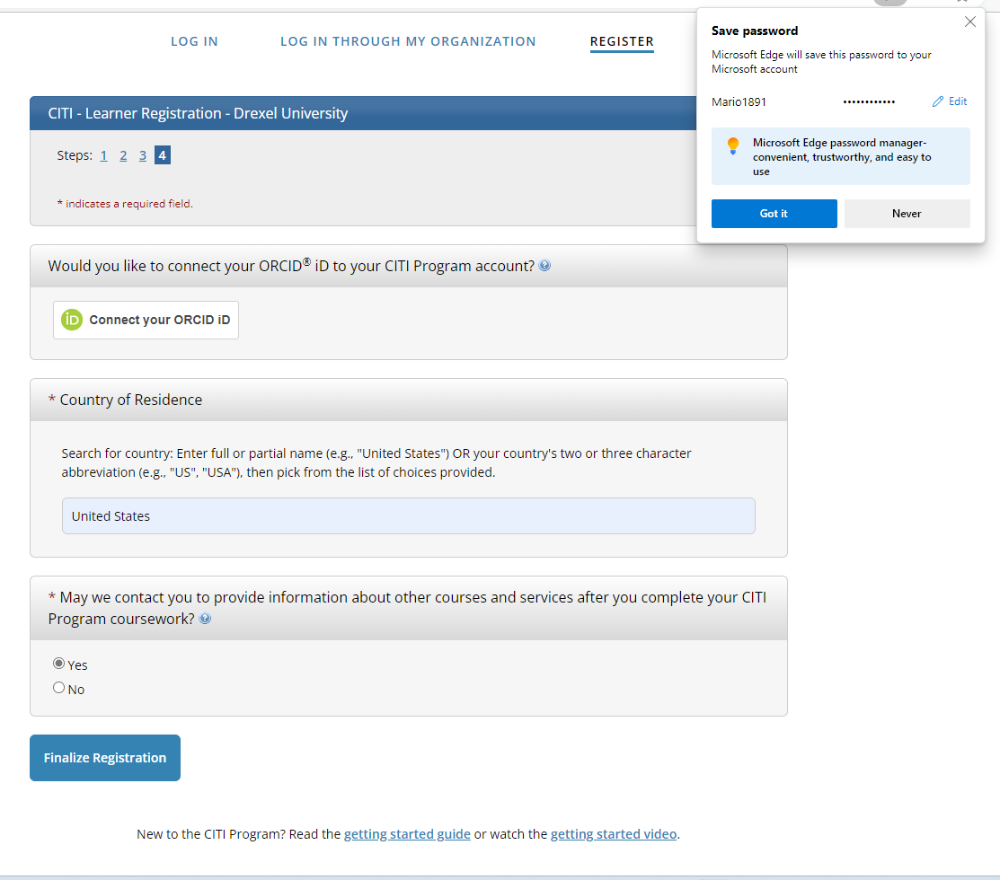 LOG IN
LOG IN THROUGH MY ORGANIZATION
REGISTER
Save password
Microsoft Edge will save this password to your
Microsoft account
Mario1891 ••••••••••• Edit
Microsoft Edge password manager-
convenient, trustworthy, and easy to
use
Got it
Never
CITI - Learner Registration - Drexel University
Steps: 1 2 3 4
* indicates a required field.
Would you like to connect your ORCID® iD to your CITI Program account?
iD Connect your ORCID iD
* Country of Residence
Search for country: Enter full or partial name (e.g., "United States") OR your country's two or three character
abbreviation (e.g., "US", "USA"), then pick from the list of choices provided.
United States
* May we contact you to provide information about other courses and services after you complete your CITI
Program coursework?
Yes
No
Finalize Registration
New to the CITI Program? Read the getting started guide or watch the getting started video.